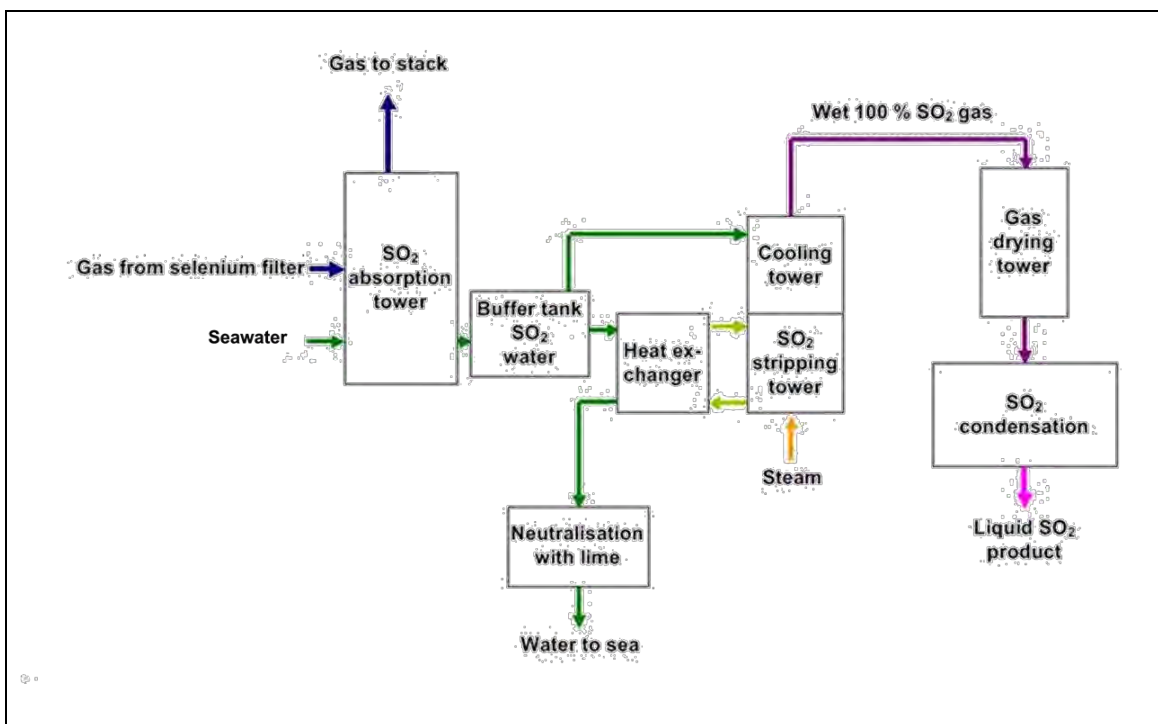 Gas to stack
Wet 100 % SO₂ gas
Gas from selenium filter
Seawater
SO₂
absorption
tower
Buffer tank
SO₂
water
Heat ex-
changer
Cooling
tower
SO₂
stripping
tower
Steam
Gas
drying
tower
SO₂
condensation
Liquid SO₂
product
Neutralisation
with lime
Water to sea